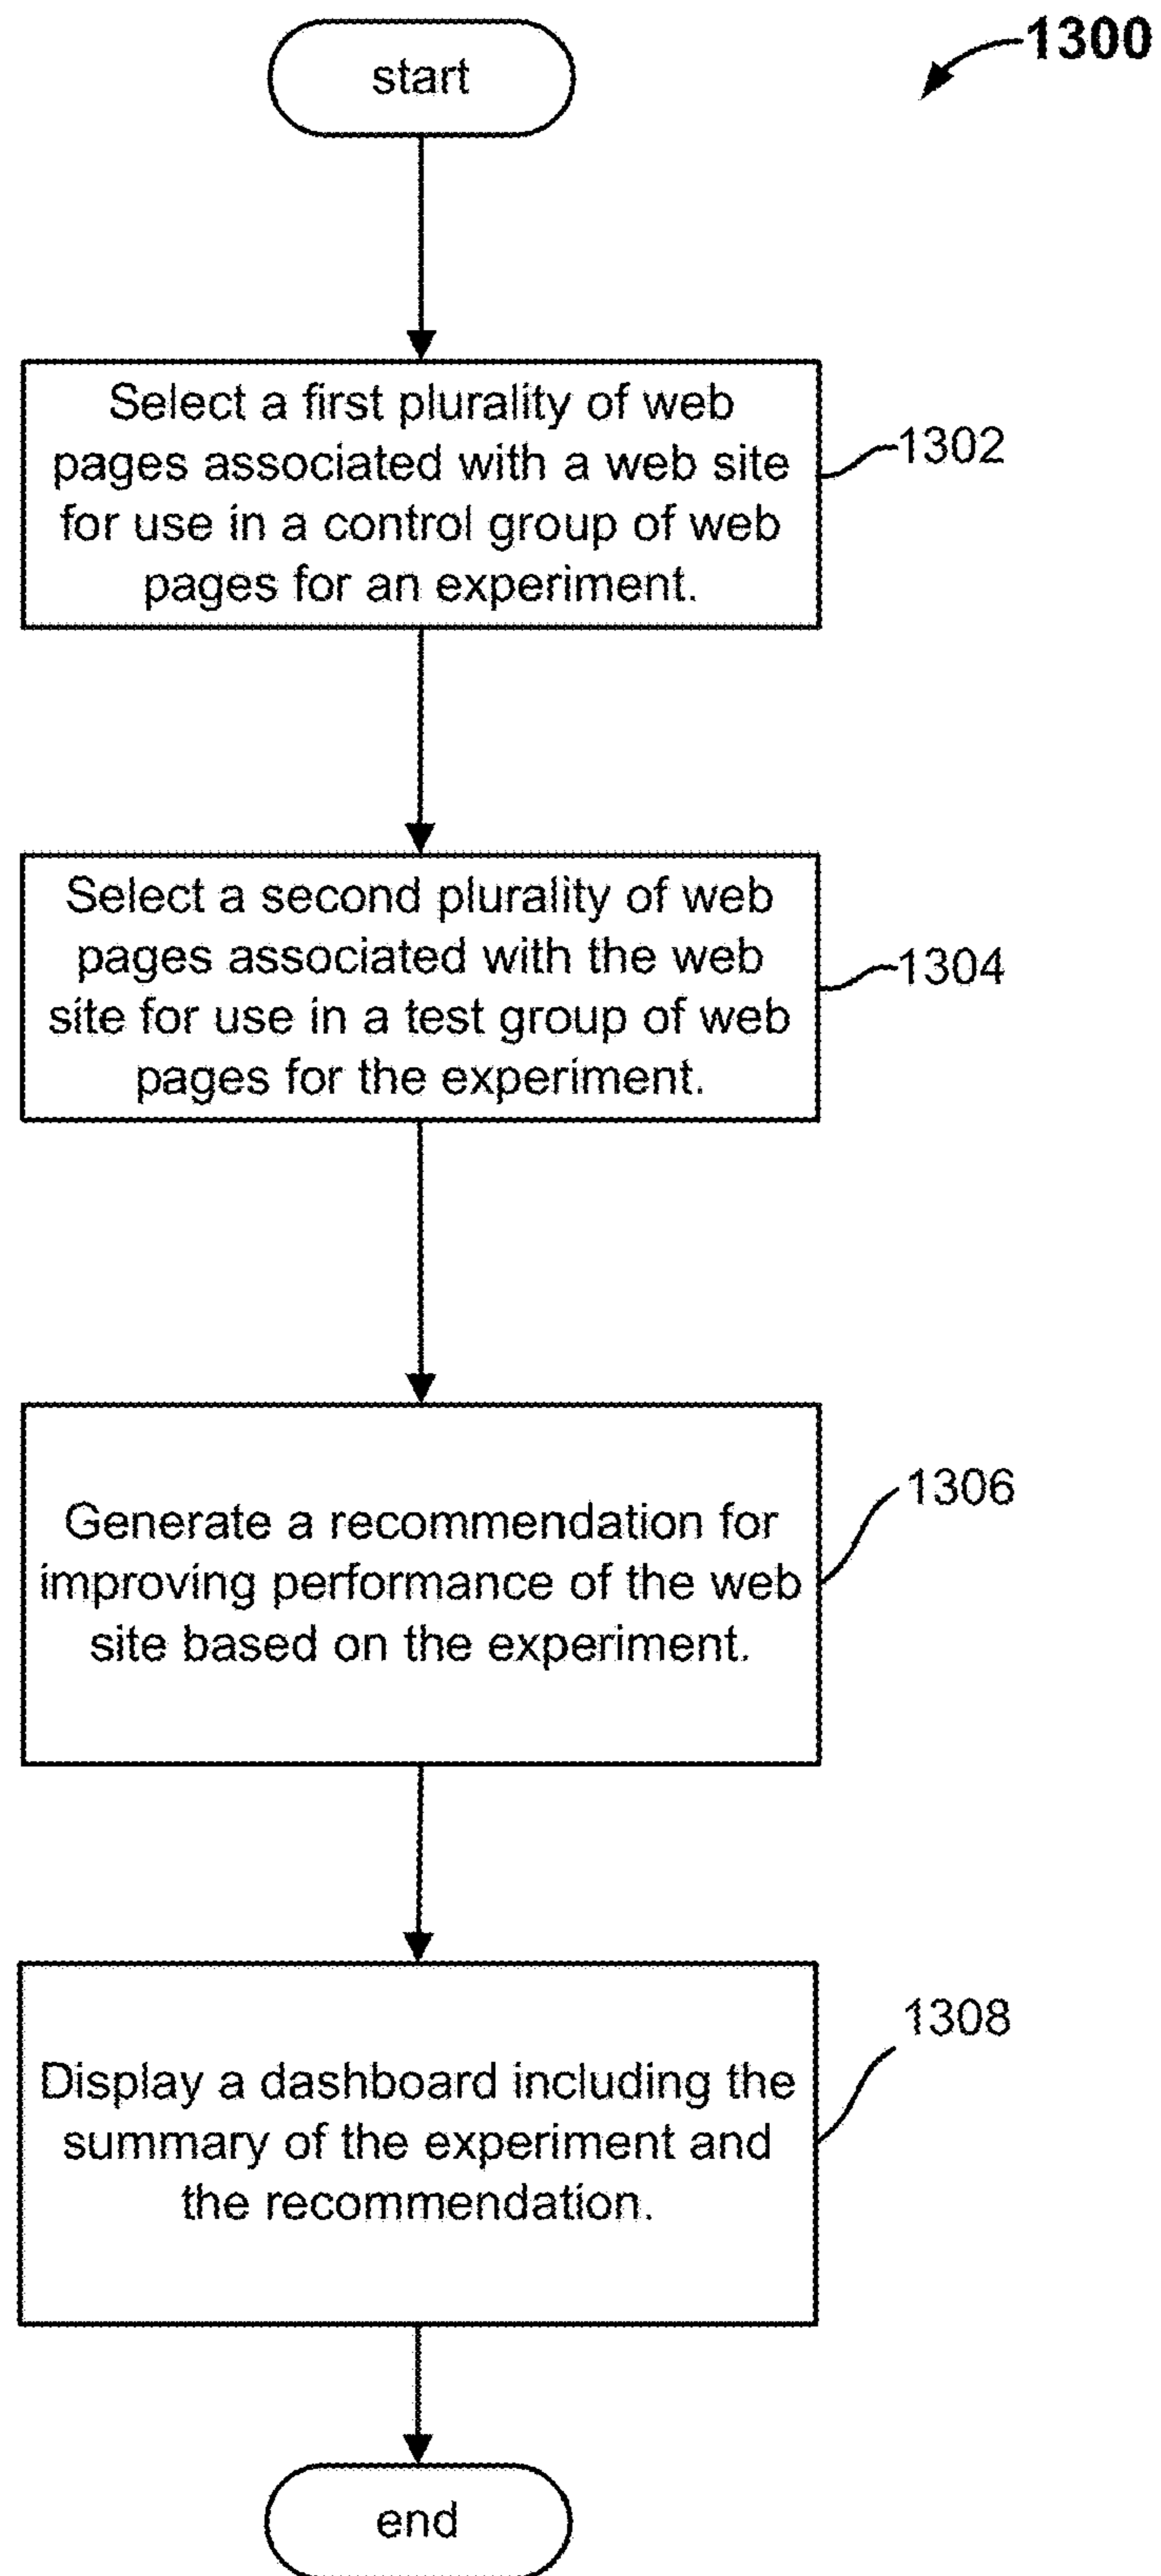 1300
start
Select a first plurality of web
pages associated with a web site
for use in a control group of web
pages for an experiment.
1302
Select a second plurality of web
pages associated with the web
site for use in a test group of web
pages for the experiment.
1304
Generate a recommendation for
improving performance of the web
site based on the experiment.
1306
Display a dashboard including the
summary of the experiment and
the recommendation.
1308
end